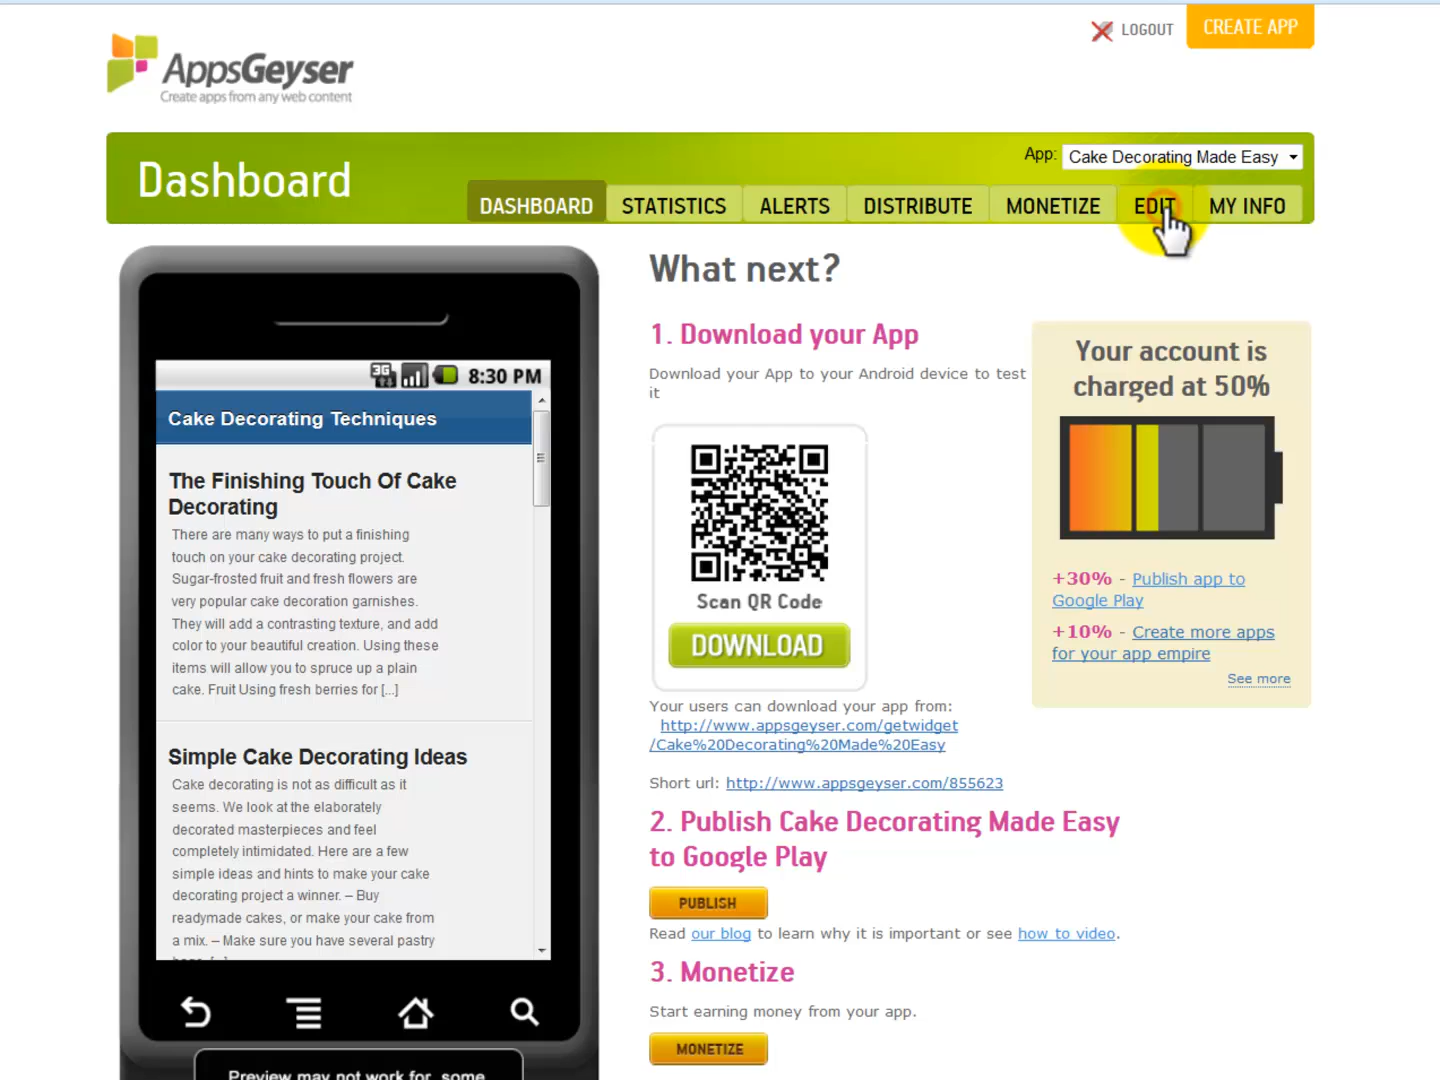 LOGOUT
CREATE APP
AppsGeyser
Create apps from any web content
Dashboard
App: Cake Decorating Made Easy
DASHBOARD
STATISTICS
ALERTS
DISTRIBUTE
MONETIZE
EDIT
MY INFO
3G
8:30 PM
Cake Decorating Techniques
The Finishing Touch Of Cake
Decorating
There are many ways to put a finishing
touch on your cake decorating project.
Sugar-frosted fruit and fresh flowers are
very popular cake decoration garnishes.
They will add a contrasting texture, and add
color to your beautiful creation. Using these
items will allow you to spruce up a plain
cake. Fruit Using fresh berries for [...]
Simple Cake Decorating Ideas
Cake decorating is not as difficult as it
seems. We look at the elaborately
decorated masterpieces and feel
completely intimidated. Here are a few
simple ideas and hints to make your cake
decorating project a winner. – Buy
readymade cakes, or make your cake from
a mix. – Make sure you have several pastry
Preview may not work for some
What next?
1. Download your App
Download your App to your Android device to test
it
Scan QR Code
DOWNLOAD
Your users can download your app from:
http://www.appsgeyser.com/getwidget
/Cake%20Decorating%20Made%20Easy
Short url: http://www.appsgeyser.com/855623
2. Publish Cake Decorating Made Easy
to Google Play
PUBLISH
Read our blog to learn why it is important or see how to video.
3. Monetize
Start earning money from your app.
MONETIZE
Your account is
charged at 50%
+30% - Publish app to
Google Play
+10% - Create more apps
for your app empire
See more